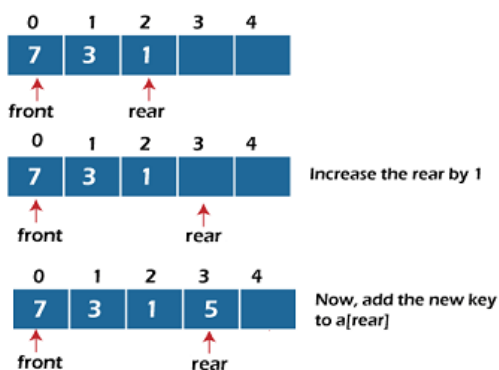 0 1 2 3 4
7 3 1
front rear
0 1 2 3 4
7 3 1
Increase the rear by 1
front rear
0 1 2 3 4
7 3 1 5
Now, add the new key
to a[rear]
front rear